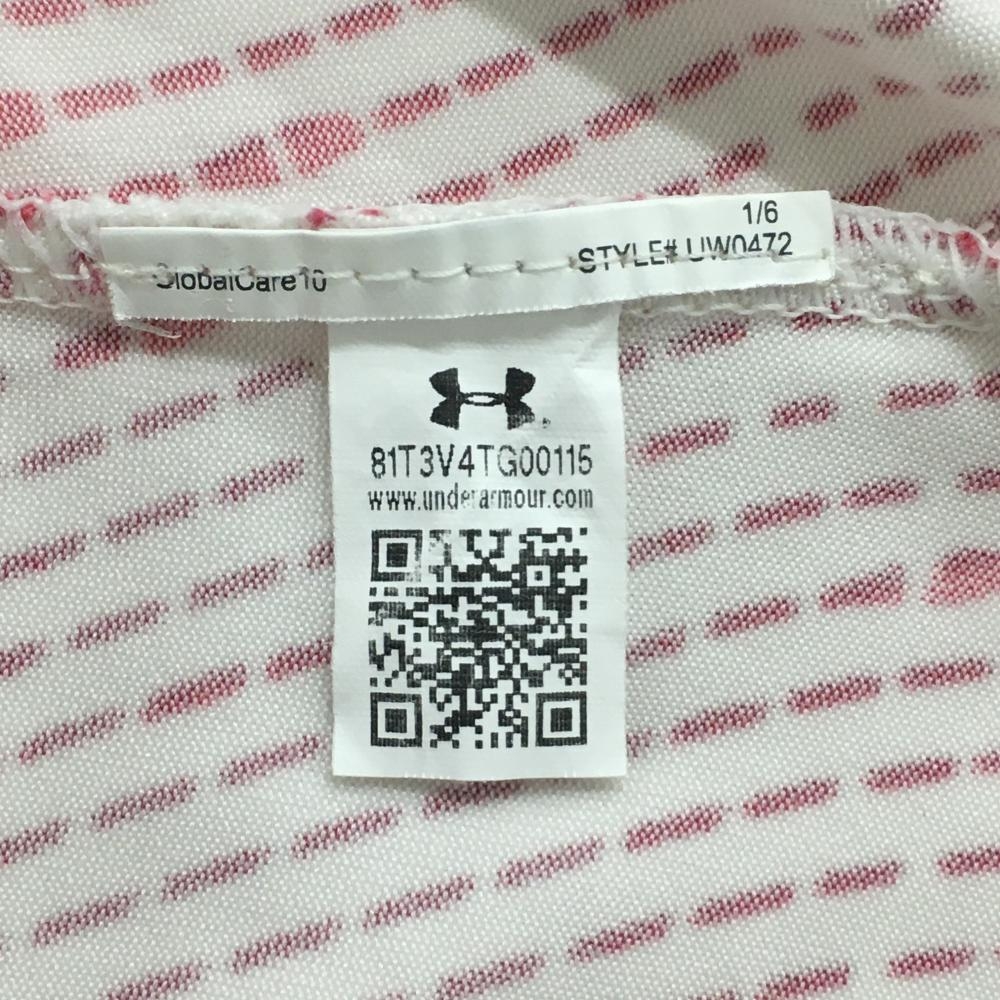 1/6
GlobalCare10
STYLE# UW0472
81T3V4TG00115
www.underarmour.com